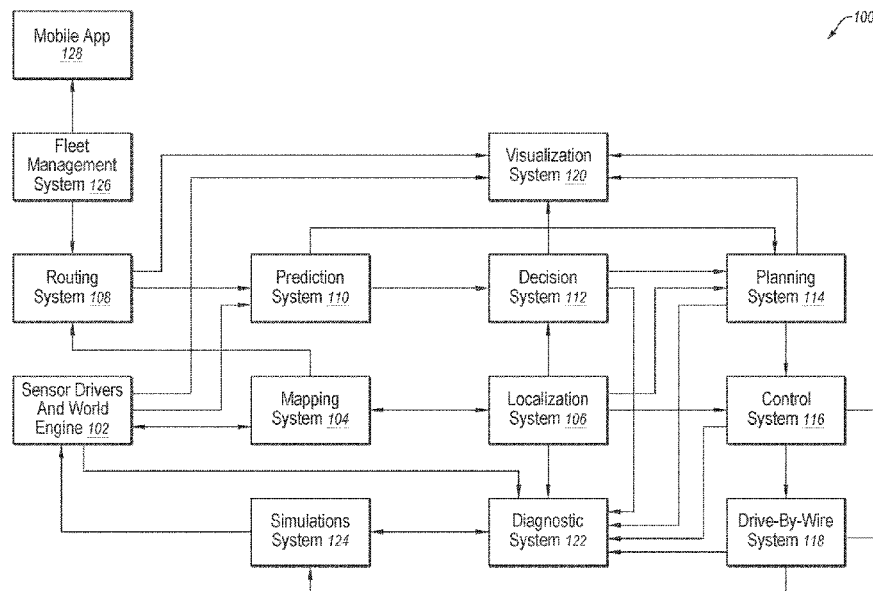 100
Mobile App
128
Fleet
Management
System 126
Visualization
System 120
Routing
System 108
Prediction
System 110
Decision
System 112
Planning
System 114
Sensor Drivers
And World
Engine 102
Mapping
System 104
Localization
System 106
Control
System 116
Simulations
System 124
Diagnostic
System 122
Drive-By-Wire
System 118